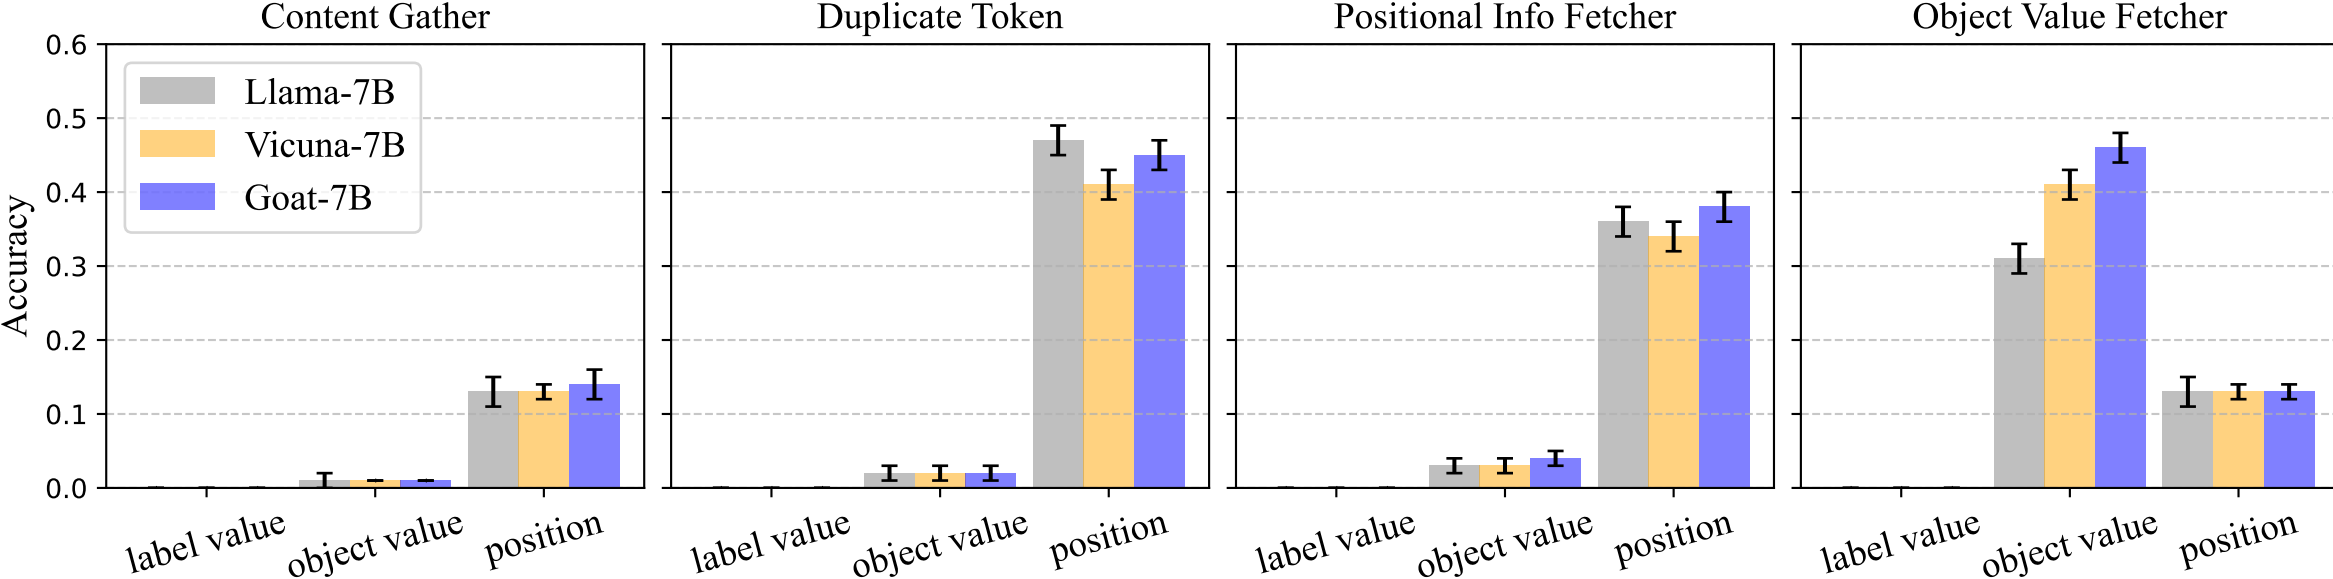 Content Gather
Duplicate Token
Positional Info Fetcher
Object Value Fetcher
Accuracy
0.6
0.5
0.4
0.3
0.2
0.1
0.0
Llama-7B
Vicuna-7B
Goat-7B
label value
object value
position
label value
object value
position
label value
object value
position
label value
object value
position